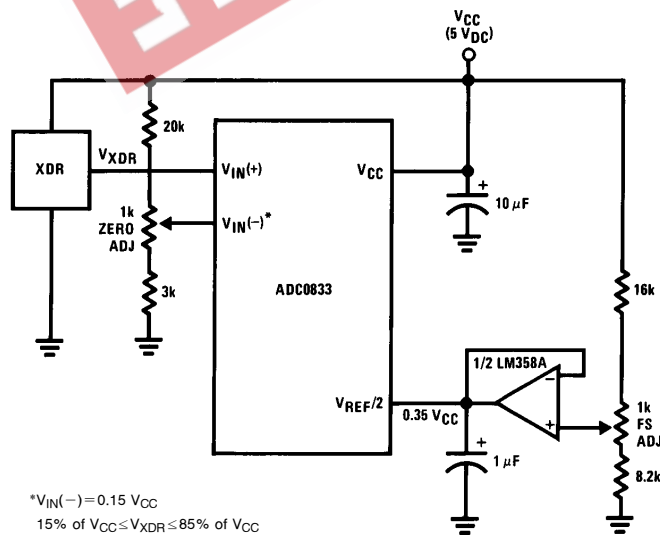 VCC
(5 VDC)
20k
XDR
VXDR
VIN(+)
VCC
+
10 µF
1k
ZERO
ADJ
VIN(−)*
3k
ADC0833
16k
1/2 LM358A
−
+
VREF/2
0.35 VCC
1k
FS
ADJ
+
1 µF
8.2k
*VIN(−)=0.15 VCC
15% of VCC≤VXDR≤85% of VCC